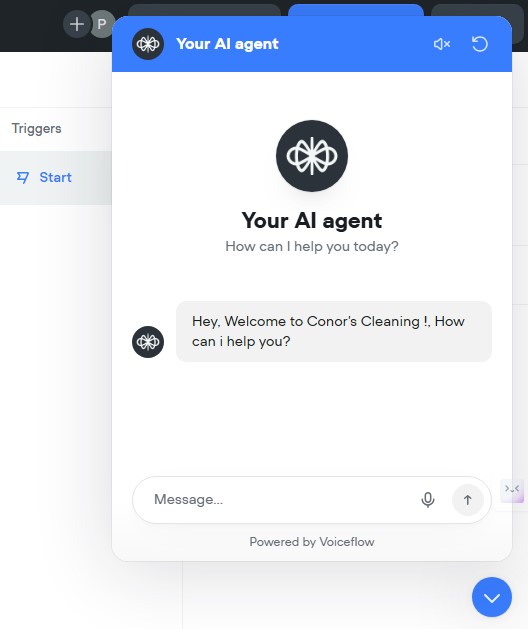 P
Your AI agent
Triggers
Start
Your AI agent
How can I help you today?
Hey, Welcome to Conor's Cleaning !, How
can i help you?
Message...
Powered by Voiceflow